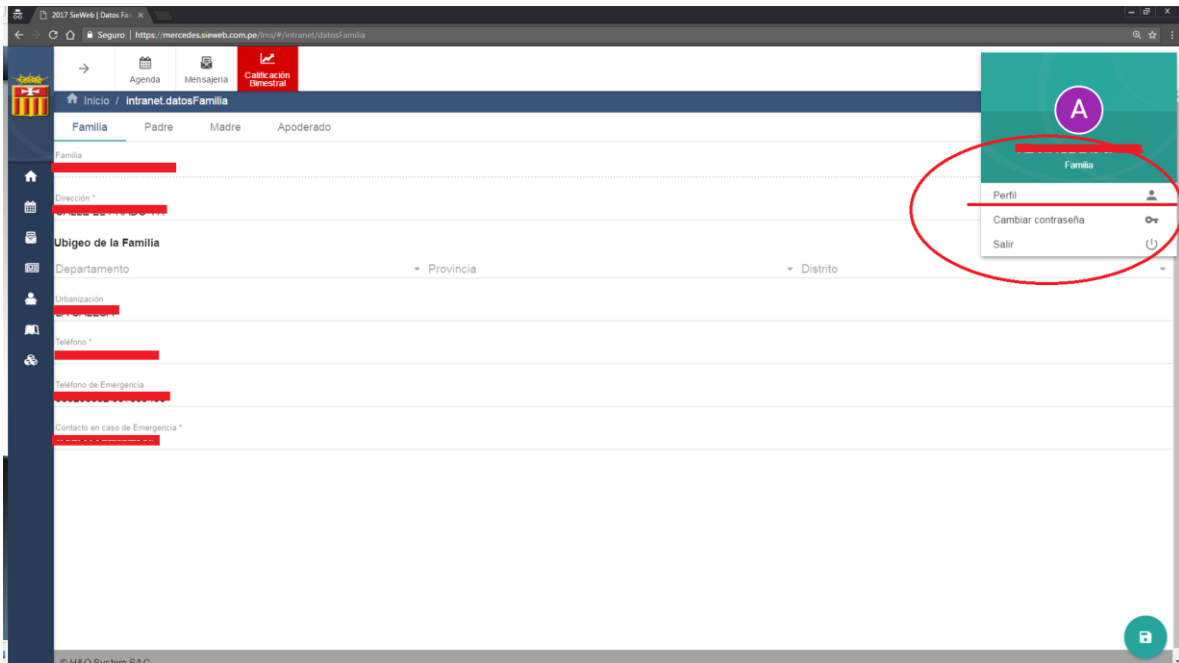 2017 SieWeb | Datos Fa
Seguro | https://mercedes.sieweb.com.pe/lms/#/intranet/datosFamilia
Agenda
Mensajeria
Calificación
Bimestral
Inicio / intranet.datosFamilia
A
Familia
Perfil
Cambiar contraseña
Salir
Familia Padre Madre Apoderado
Familia
Dirección *
Ubigeo de la Familia
Departamento Provincia Distrito
Urbanización
Teléfono *
Teléfono de Emergencia
Contacto en caso de Emergencia *
© H&O System SAC